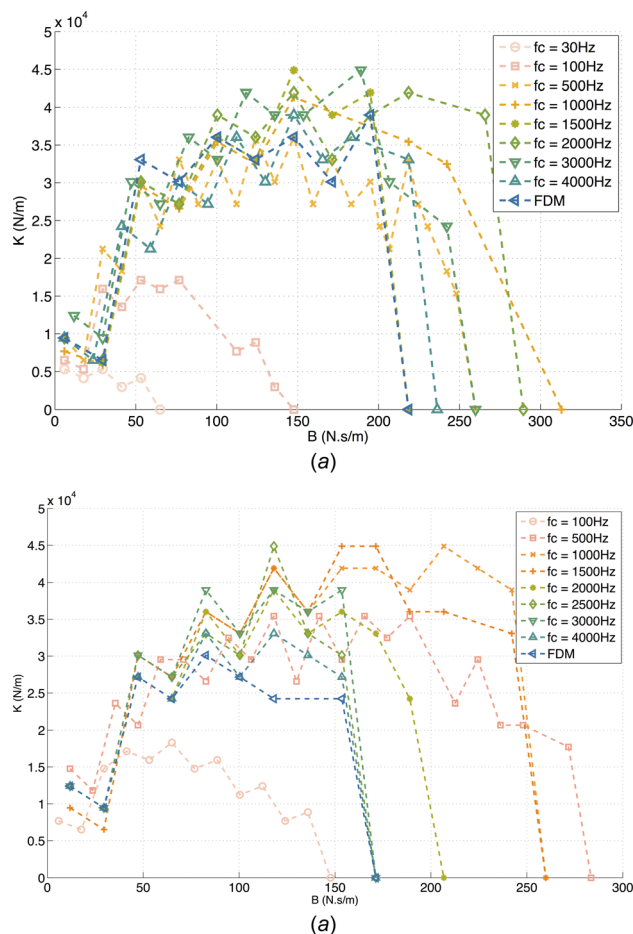 x 10^4
5
4.5
4
3.5
3
2.5
2
1.5
1
0.5
0
K (N/m)
0 50 100 150 200 250 300 350
B (N.s/m)
fc = 30Hz
fc = 100Hz
fc = 500Hz
fc = 1000Hz
fc = 1500Hz
fc = 2000Hz
fc = 3000Hz
fc = 4000Hz
FDM
(a)
x 10^4
5
4.5
4
3.5
3
2.5
2
1.5
1
0.5
0
K (N/m)
0 50 100 150 200 250 300
B (N.s/m)
fc = 100Hz
fc = 500Hz
fc = 1000Hz
fc = 1500Hz
fc = 2000Hz
fc = 2500Hz
fc = 3000Hz
fc = 4000Hz
FDM
(a)